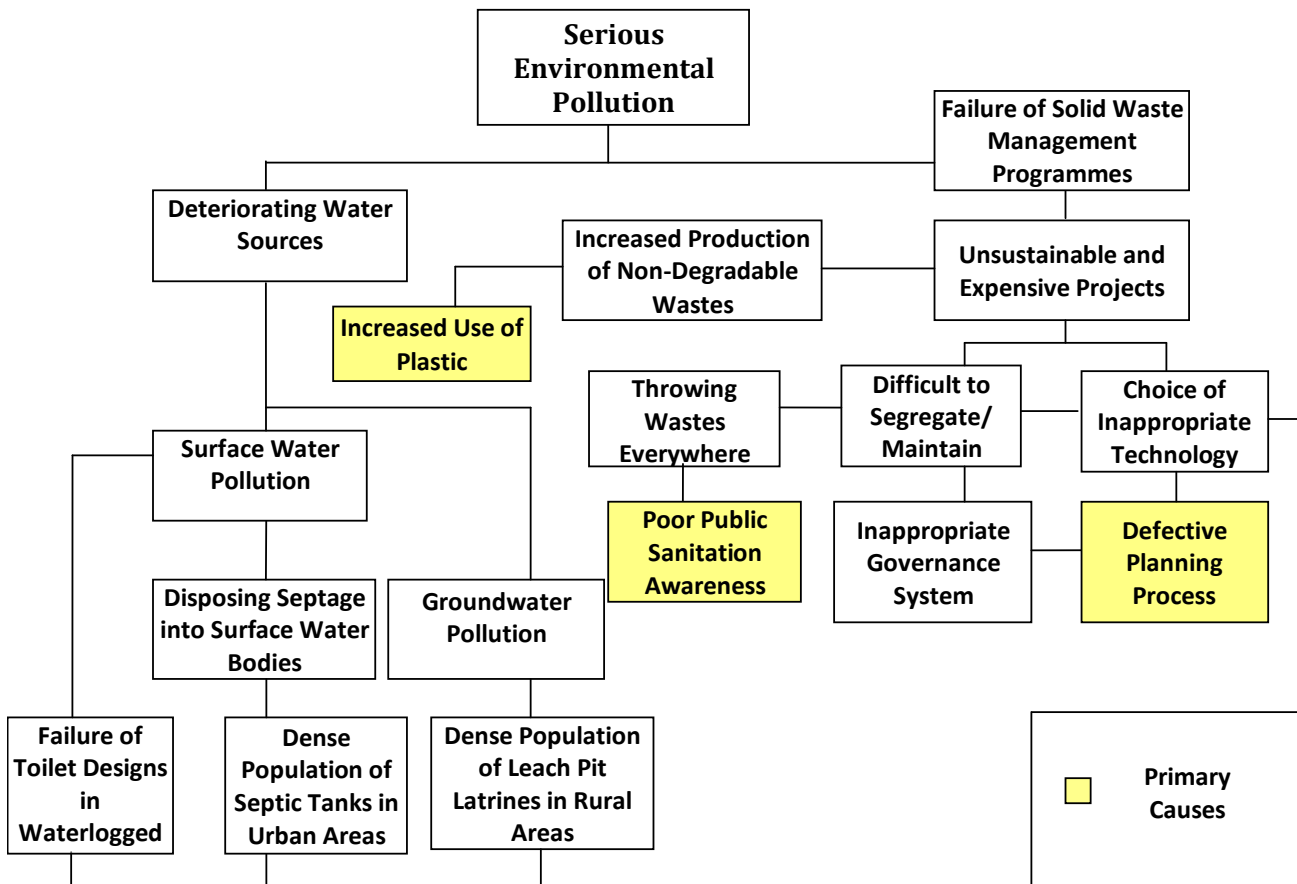 Serious
Environmental
Pollution
Failure of Solid Waste
Management
Programmes
Deteriorating Water
Sources
Increased Production
of Non-Degradable
Wastes
Unsustainable and
Expensive Projects
Increased Use of
Plastic
Throwing
Wastes
Everywhere
Difficult to
Segregate/
Maintain
Choice of
Inappropriate
Technology
Surface Water
Pollution
Poor Public
Sanitation
Awareness
Inappropriate
Governance
System
Defective
Planning
Process
Disposing Septage
into Surface Water
Bodies
Groundwater
Pollution
Failure of
Toilet Designs
in
Waterlogged
Dense
Population of
Septic Tanks in
Urban Areas
Dense Population
of Leach Pit
Latrines in Rural
Areas
Primary
Causes